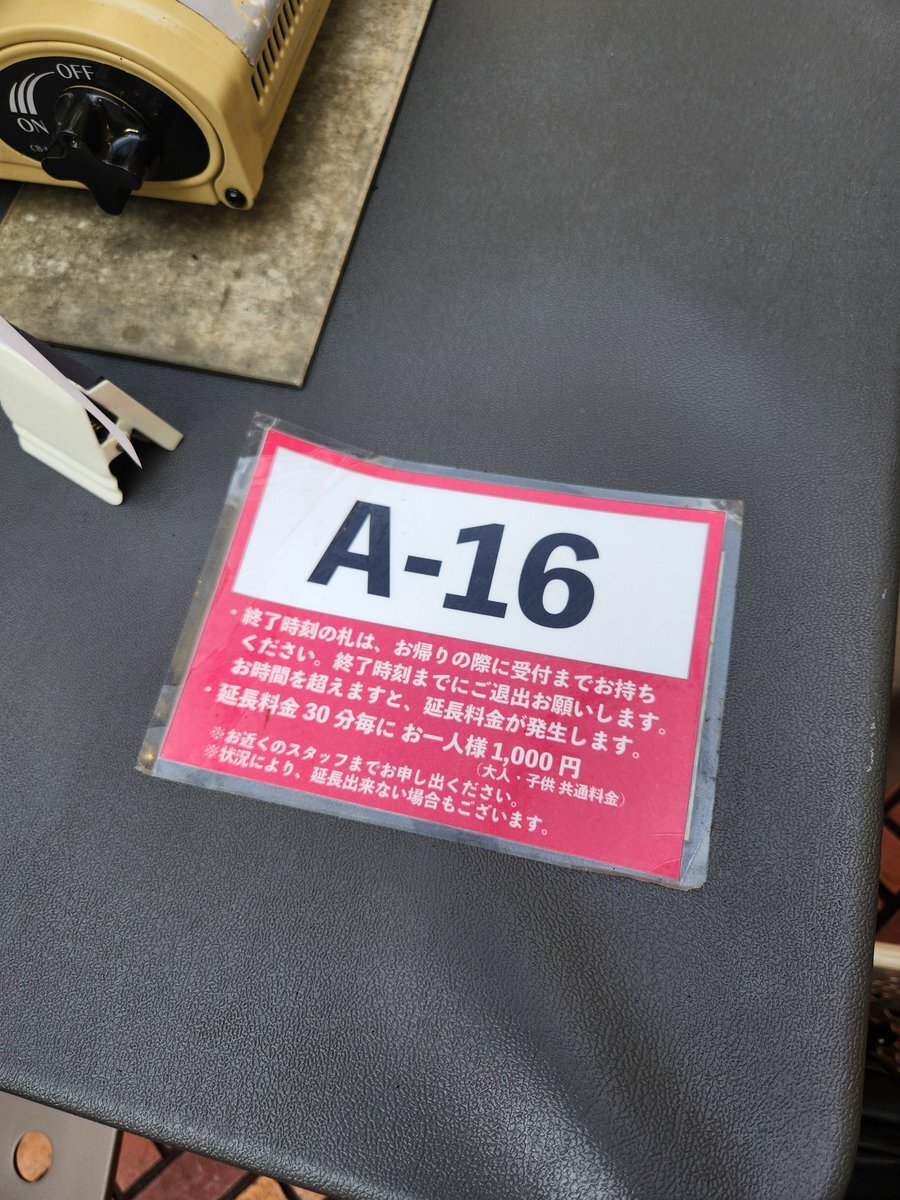 OFF
ON
A-16
・終了時刻の札は、お帰りの際に受付までお持ち
ください。終了時刻までにご退出お願いします。
お時間を超えますと、延長料金が発生します。
・延長料金 30 分毎に お一人様 1,000 円
（大人・子供 共通料金）
※お近くのスタッフまでお申し出ください。
※状況により、延長出来ない場合もございます。